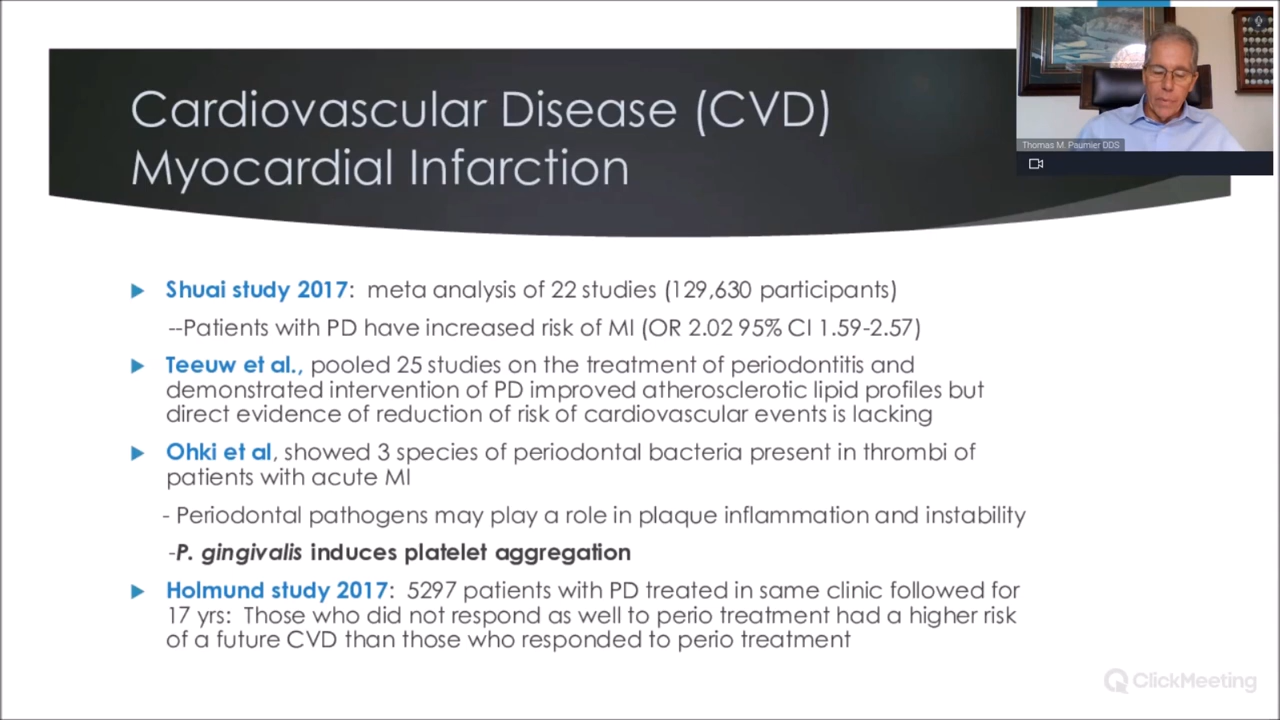 Cardiovascular Disease (CVD)
Myocardial Infarction
Thomas M. Paumier DDS
Shuai study 2017: meta analysis of 22 studies (129,630 participants)
--Patients with PD have increased risk of MI (OR 2.02 95% CI 1.59-2.57)
Teeuw et al., pooled 25 studies on the treatment of periodontitis and
demonstrated intervention of PD improved atherosclerotic lipid profiles but
direct evidence of reduction of risk of cardiovascular events is lacking
Ohki et al, showed 3 species of periodontal bacteria present in thrombi of
patients with acute MI
- Periodontal pathogens may play a role in plaque inflammation and instability
-P. gingivalis induces platelet aggregation
Holmund study 2017: 5297 patients with PD treated in same clinic followed for
17 yrs: Those who did not respond as well to perio treatment had a higher risk
of a future CVD than those who responded to perio treatment
ClickMeeting